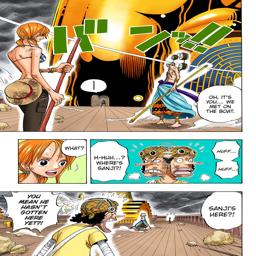 バンッ!!
OH, IT'S
YOU... WE
MET ON
THE BOAT.
WHAT?
H-HUH...?
WHERE'S
SANJI?!
HUFF...
HUFF...
YOU
MEAN HE
HASN'T
GOTTEN
HERE
YET?!
SANJI'S
HERE?!